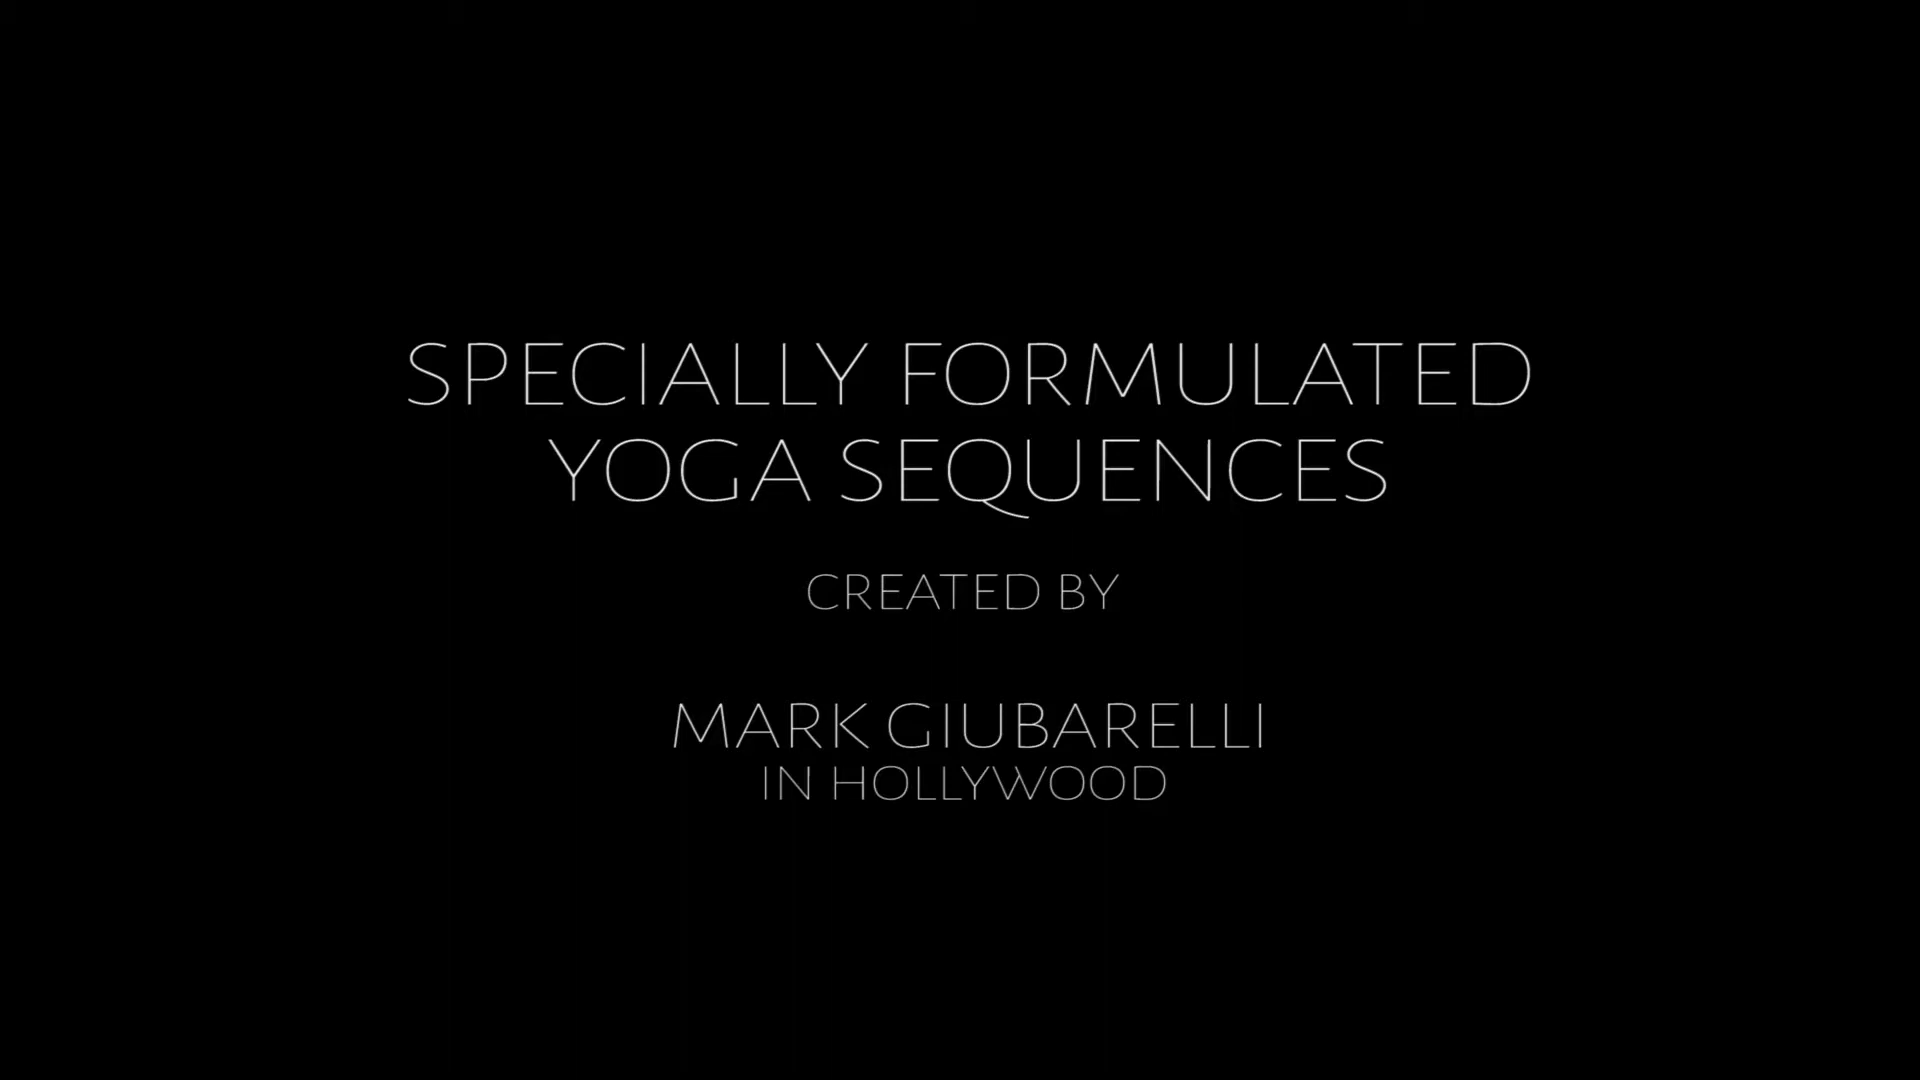 SPECIALLY FORMULATED
YOGA SEQUENCES
CREATED BY
MARK GIUBARELLI
IN HOLLYWOOD